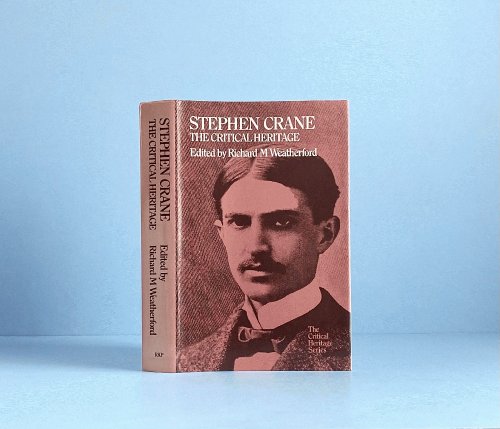 STEPHEN CRANE
THE CRITICAL HERITAGE
Edited by Richard M Weatherford
The
Critical
Heritage
Series
STEPHEN CRANE
THE CRITICAL HERITAGE
Edited by
Richard M Weatherford
RKP